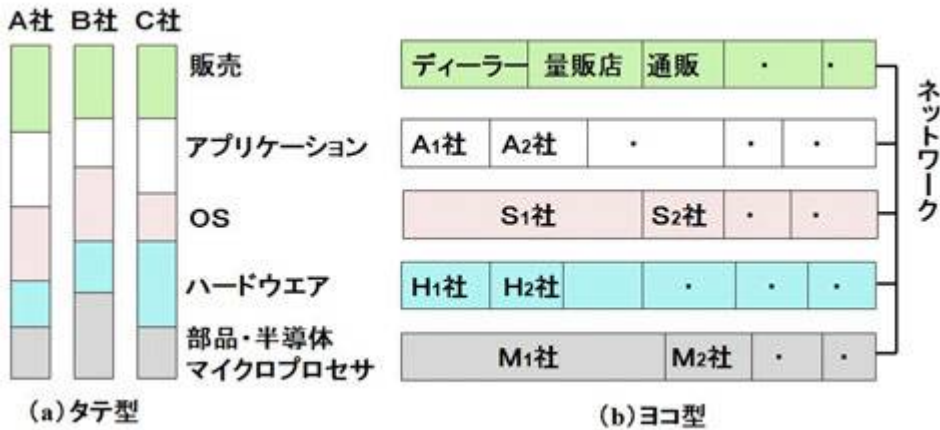 A社 B社 C社
販売
アプリケーション
OS
ハードウエア
部品・半導体
マイクロプロセサ
(a)タテ型
ディーラー 量販店 通販 ・ ・
A1社 A2社 ・ ・ ・
S1社 S2社 ・ ・
H1社 H2社 ・ ・ ・
M1社 M2社 ・ ・
ネットワーク
(b)ヨコ型